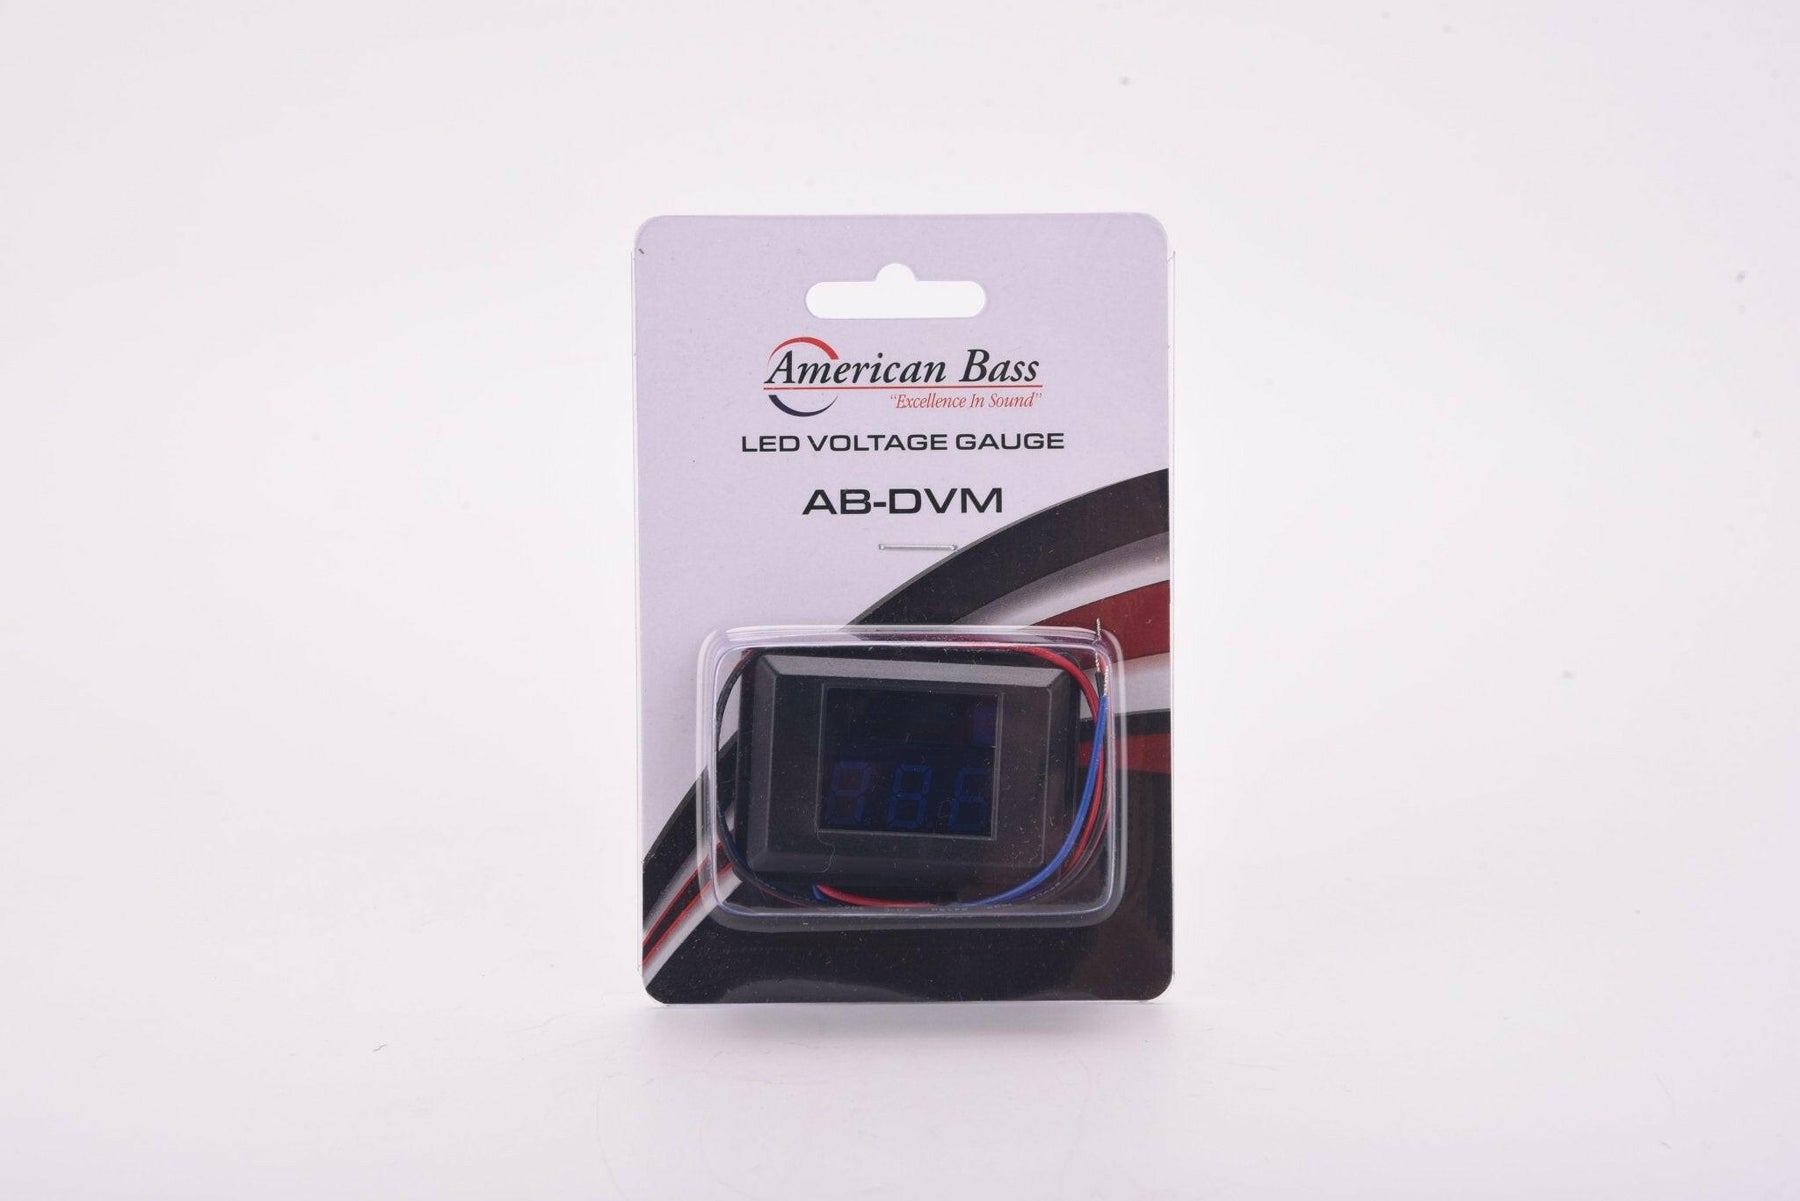 American Bass
"Excellence In Sound"
LED VOLTAGE GAUGE
AB-DVM